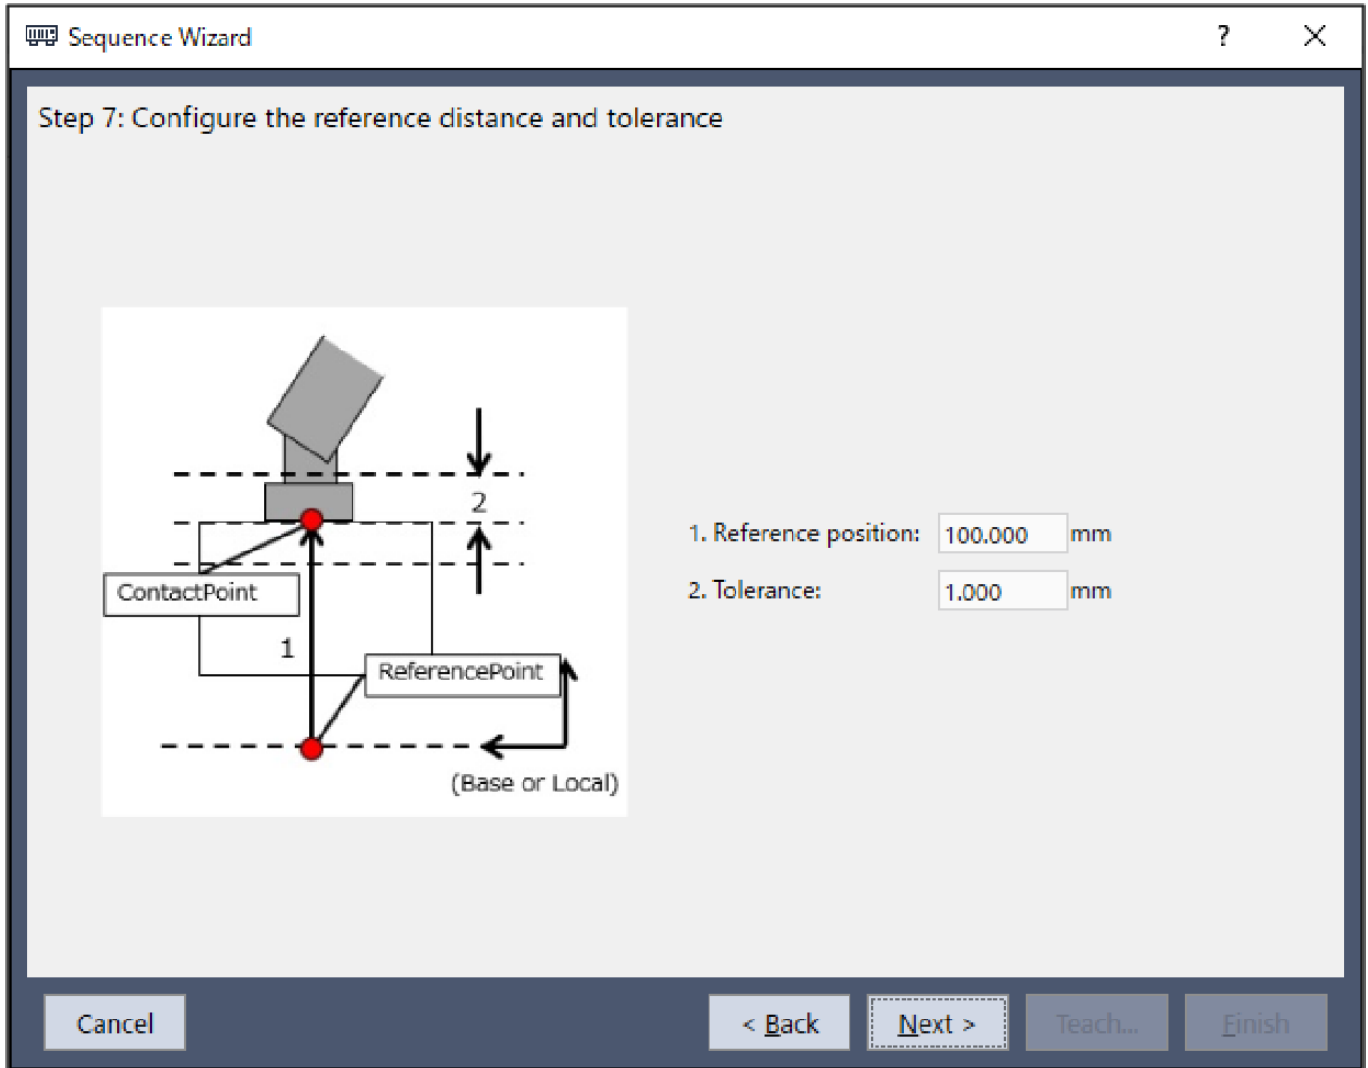 Sequence Wizard
?
Step 7: Configure the reference distance and tolerance
2
ContactPoint
1
ReferencePoint
(Base or Local)
1. Reference position: 100.000 mm
2. Tolerance: 1.000 mm
Cancel
< Back
Next >
Teach...
Finish